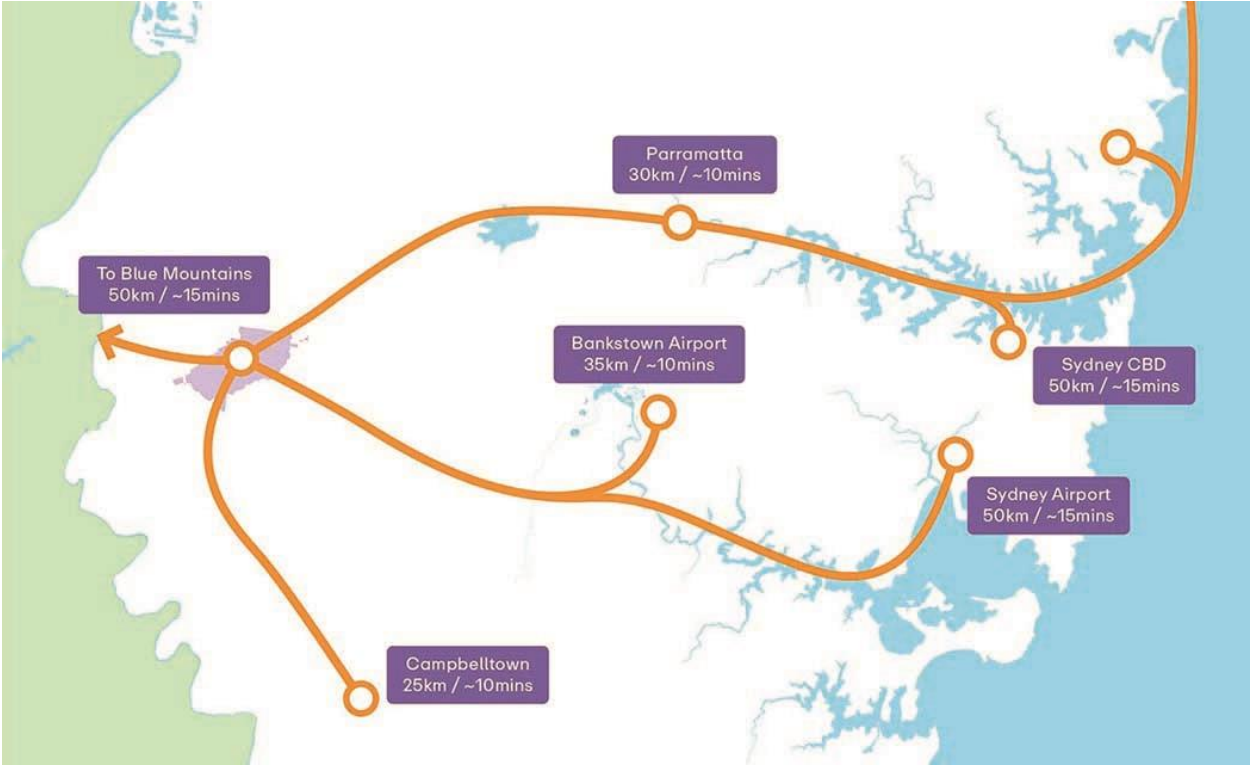 Parramatta
30km / ~10mins
To Blue Mountains
50km / ~15mins
Bankstown Airport
35km / ~10mins
Sydney CBD
50km / ~15mins
Sydney Airport
50km / ~15mins
Campbelltown
25km / ~10mins